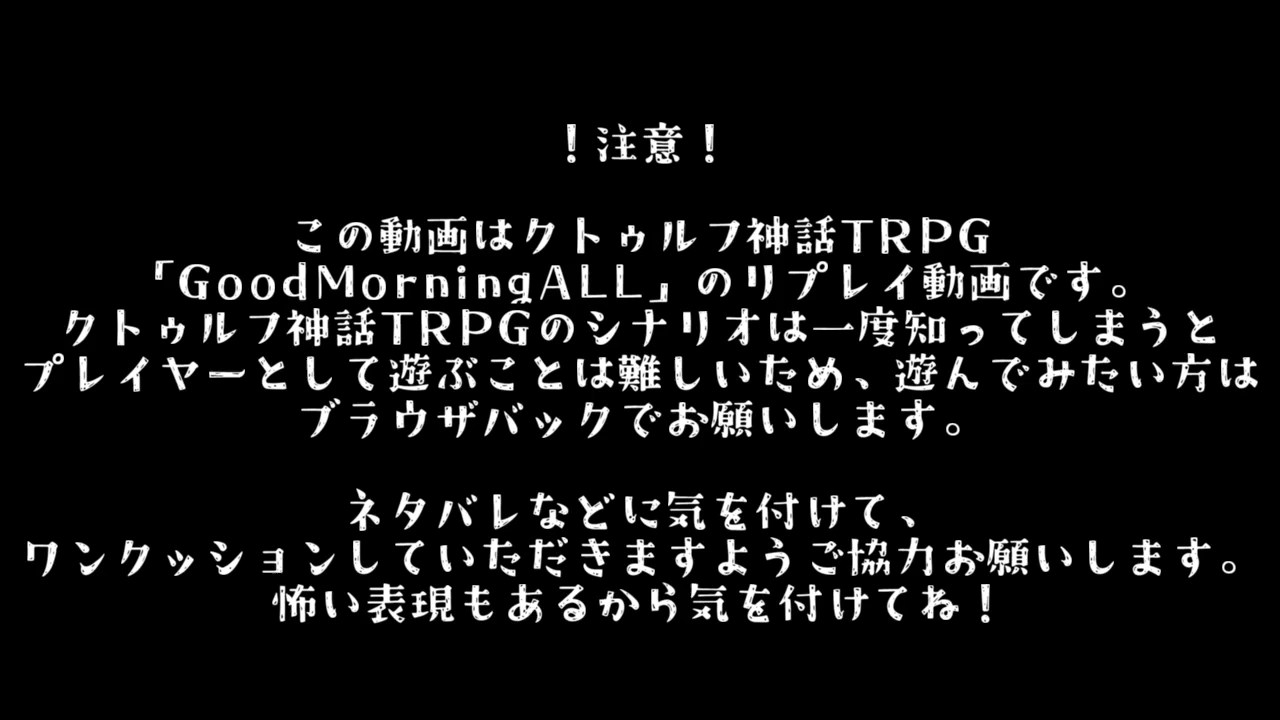 ！注意！
この動画はクトゥルフ神話TRPG
「GoodMorningALL」のリプレイ動画です。
クトゥルフ神話TRPGのシナリオは一度知ってしまうと
プレイヤーとして遊ぶことは難しいため、遊んでみたい方は
ブラウザバックでお願いします。
ネタバレなどに気を付けて、
ワンクッションしていただきますようご協力お願いします。
怖い表現もあるから気を付けてね！